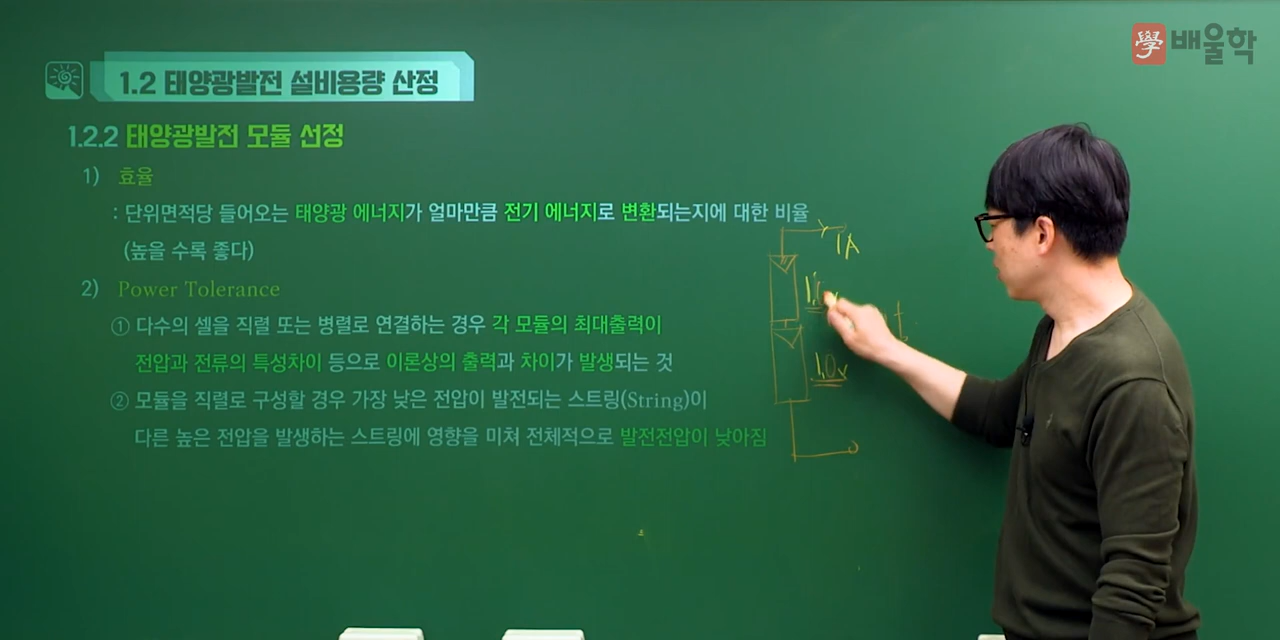 學 배울학
1.2 태양광발전 설비용량 산정
1.2.2 태양광발전 모듈 선정
1) 효율
: 단위면적당 들어오는 태양광 에너지가 얼마만큼 전기 에너지로 변환되는지에 대한 비율
(높을 수록 좋다)
2) Power Tolerance
① 다수의 셀을 직렬 또는 병렬로 연결하는 경우 각 모듈의 최대출력이
전압과 전류의 특성차이 등으로 이론상의 출력과 차이가 발생되는 것
② 모듈을 직렬로 구성할 경우 가장 낮은 전압이 발전되는 스트링(String)이
다른 높은 전압을 발생하는 스트링에 영향을 미쳐 전체적으로 발전전압이 낮아짐
1A
1.0v